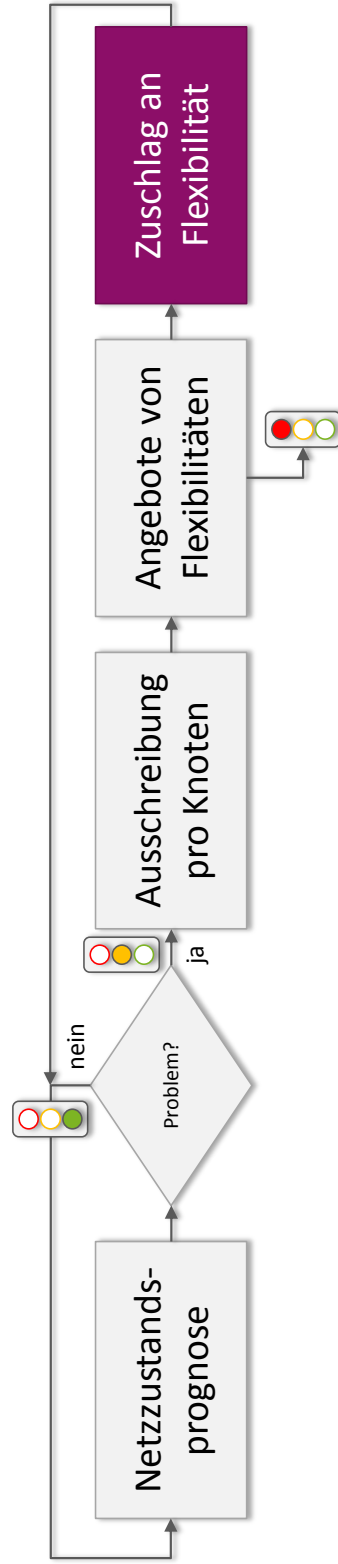 Netzzustands-
prognose
Problem?
nein
ja
Ausschreibung
pro Knoten
Angebote von
Flexibilitäten
Zuschlag an
Flexibilität